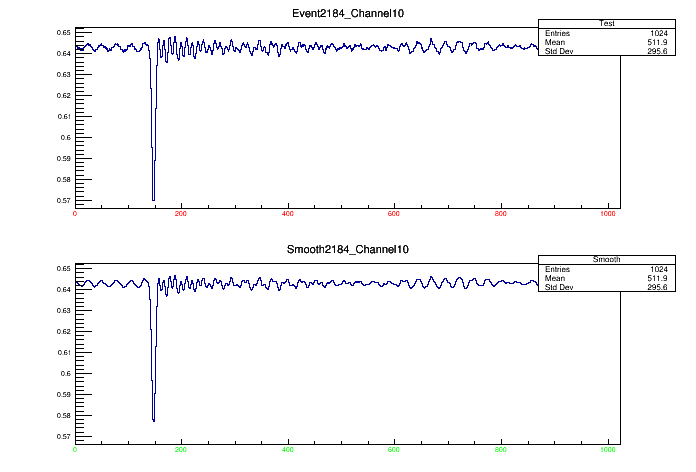 Event2184_Channel10
Test
Entries 1024
Mean 511.9
Std Dev 295.6
0.65
0.64
0.63
0.62
0.61
0.6
0.59
0.58
0.57
0 200 400 600 800 1000
Smooth2184_Channel10
Smooth
Entries 1024
Mean 511.9
Std Dev 295.6
0.65
0.64
0.63
0.62
0.61
0.6
0.59
0.58
0.57
0 200 400 600 800 1000